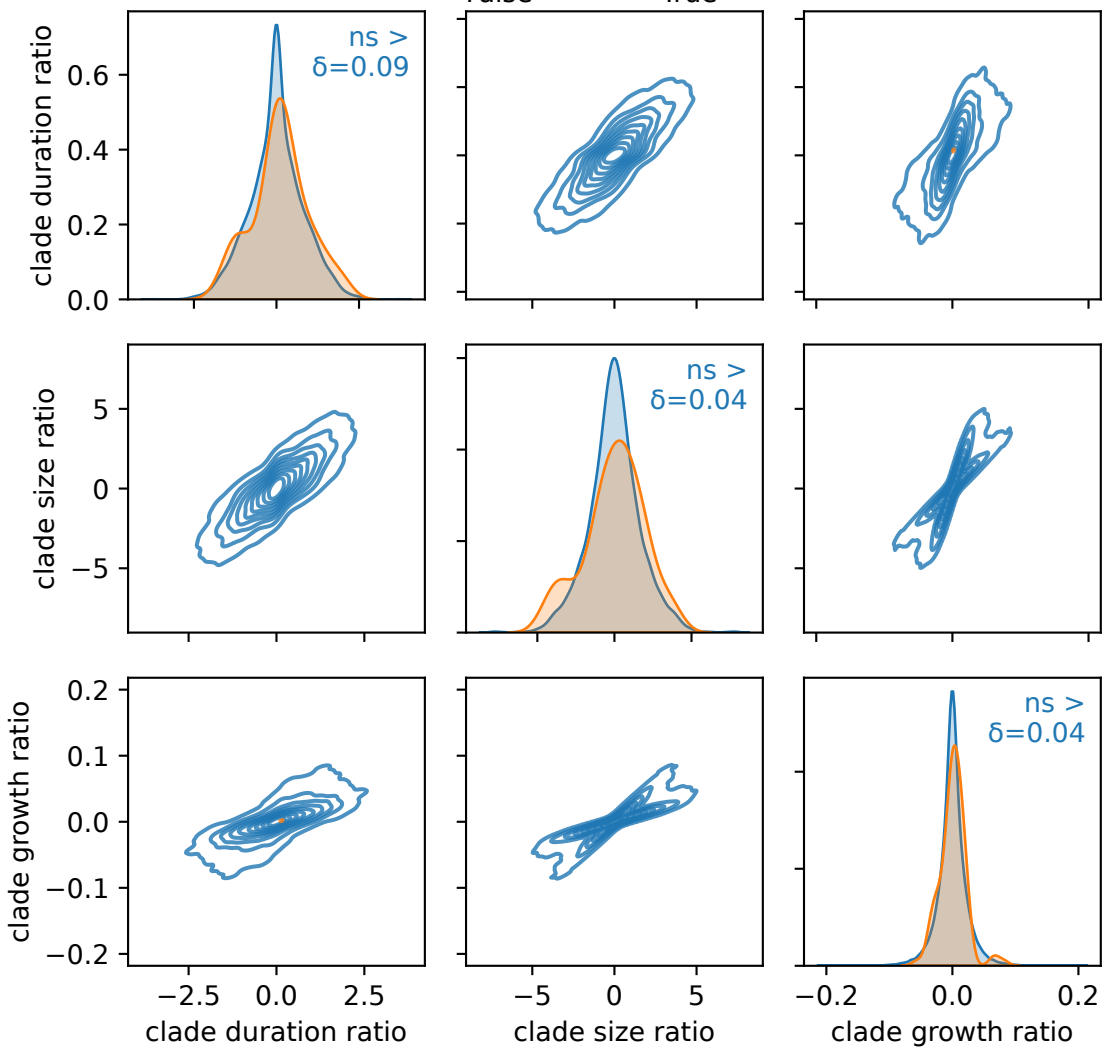 clade duration ratio
0.6
0.4
0.2
0.0
ns >
δ=0.09
clade size ratio
5
0
−5
ns >
δ=0.04
clade growth ratio
0.2
0.1
0.0
−0.1
−0.2
ns >
δ=0.04
−2.5
0.0
2.5
−5
0
5
−0.2
0.0
0.2
clade duration ratio
clade size ratio
clade growth ratio